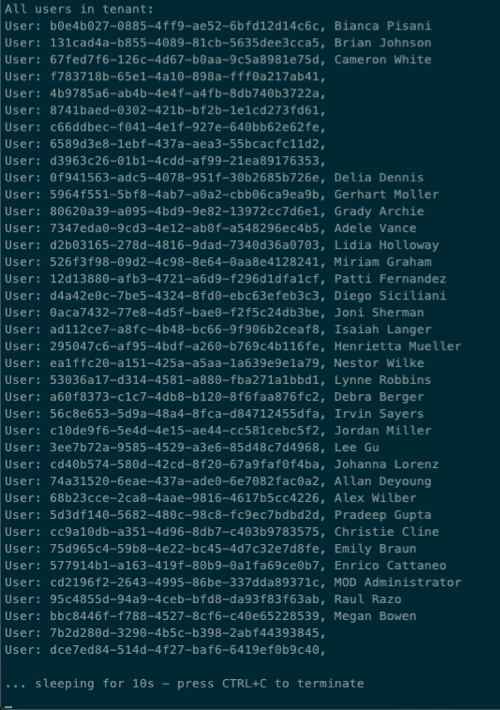 All users in tenant:
User: b0e4b027-0885-4ff9-ae52-6bfd12d14c6c, Bianca Pisani
User: 131cad4a-b855-4089-81cb-5635dee3cca5, Brian Johnson
User: 67fed7f6-126c-4d67-b0aa-9c5a8981e75d, Cameron White
User: f783718b-65e1-4a10-898a-fff0a217ab41,
User: 4b9785a6-ab4b-4e4f-a4fb-8db740b3722a,
User: 8741baed-0302-421b-bf2b-1e1cd273fd61,
User: c66ddbec-f041-4e1f-927e-640bb62e62fe,
User: 6589d3e8-1ebf-437a-aea3-55bcacfc11d2,
User: d3963c26-01b1-4cdd-af99-21ea89176353,
User: 0f941563-adc5-4078-951f-30b2685b726e, Delia Dennis
User: 5964f551-5bf8-4ab7-a0a2-cbb06ca9ea9b, Gerhart Moller
User: 80620a39-a095-4bd9-9e82-13972cc7d6e1, Grady Archie
User: 7347eda0-9cd3-4e12-ab0f-a548296ec4b5, Adele Vance
User: d2b03165-278d-4816-9dad-7340d36a0703, Lidia Holloway
User: 526f3f98-09d2-4c98-8e64-0aa8e4128241, Miriam Graham
User: 12d13880-afb3-4721-a6d9-f296d1dfa1cf, Patti Fernandez
User: d4a42e0c-7be5-4324-8fd0-ebc63efeb3c3, Diego Siciliani
User: 0aca7432-77e8-4d5f-bae0-f2f5c24db3be, Joni Sherman
User: ad112ce7-a8fc-4b48-bc66-9f906b2ceaf8, Isaiah Langer
User: 295047c6-af95-4bdf-a260-b769c4b116fe, Henrietta Mueller
User: ea1ffc20-a151-425a-a5aa-1a639e9e1a79, Nestor Wilke
User: 53036a17-d314-4581-a880-fba271a1bbd1, Lynne Robbins
User: a60f8373-c1c7-4db8-b120-8f6faa876fc2, Debra Berger
User: 56c8e653-5d9a-48a4-8fca-d84712455dfa, Irvin Sayers
User: c10de9f6-5e4d-4e15-ae44-cc581cebc5f2, Jordan Miller
User: 3ee7b72a-9585-4529-a3e6-85d48c7d4968, Lee Gu
User: cd40b574-580d-42cd-8f20-67a9faf0f4ba, Johanna Lorenz
User: 74a31520-6eae-437a-ade0-6e7082fac0a2, Allan Deyoung
User: 68b23cce-2ca8-4aae-9816-4617b5cc4226, Alex Wilber
User: 5d3df140-5682-480c-98c8-fc9ec7bdbd2d, Pradeep Gupta
User: cc9a10db-a351-4d96-8db7-c403b9783575, Christie Cline
User: 75d965c4-59b8-4e22-bc45-4d7c32e7d8fe, Emily Braun
User: 577914b1-a163-419f-80b9-0a1fa69ce0b7, Enrico Cattaneo
User: cd2196f2-2643-4995-86be-337dda89371c, MOD Administrator
User: 95c4855d-94a9-4ceb-bfd8-da93f83f63ab, Raul Razo
User: bbc8446f-f788-4527-8cf6-c40e65228539, Megan Bowen
User: 7b2d280d-3290-4b5c-b398-2abf44393845,
User: dce7ed84-514d-4f27-baf6-6419ef0b9c40,
... sleeping for 10s - press CTRL+C to terminate